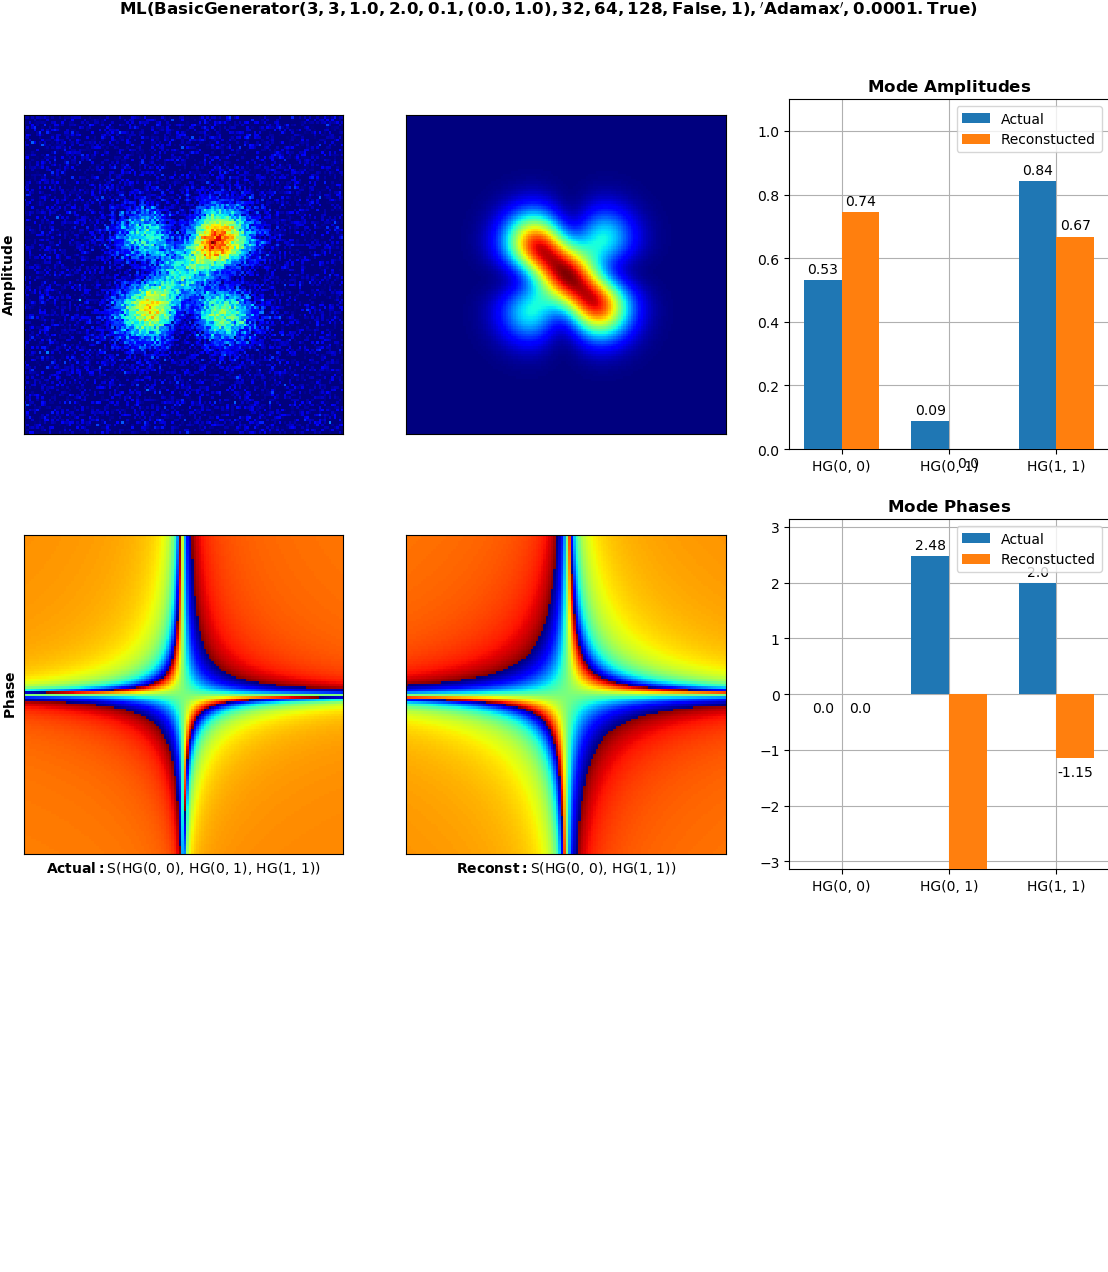 ML(BasicGenerator(3, 3, 1.0, 2.0, 0.1, (0.0, 1.0), 32, 64, 128, False, 1), 'Adamax', 0.0001. True)
Mode Amplitudes
Actual
Reconstucted
1.0
0.8
0.6
0.4
0.2
0.0
0.53
0.74
0.09
0.0
0.84
0.67
HG(0, 0)
HG(0, 1)
HG(1, 1)
Amplitude
Mode Phases
Actual
Reconstucted
3
2
1
0
−1
−2
−3
0.0
0.0
2.48
2.0
-1.15
HG(0, 0)
HG(0, 1)
HG(1, 1)
Phase
Actual: S(HG(0, 0), HG(0, 1), HG(1, 1))
Reconst: S(HG(0, 0), HG(1, 1))